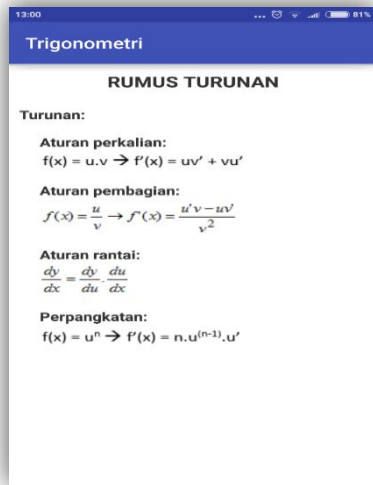 13:00 ... 81%
Trigonometri
RUMUS TURUNAN
Turunan:
Aturan perkalian:
f(x) = u.v → f'(x) = uv' + vu'
Aturan pembagian:
f(x) = u/v → f'(x) = (u'v − uv')/v²
Aturan rantai:
dy/dx = dy/du . du/dx
Perpangkatan:
f(x) = uⁿ → f'(x) = n.u⁽ⁿ⁻¹⁾.u'